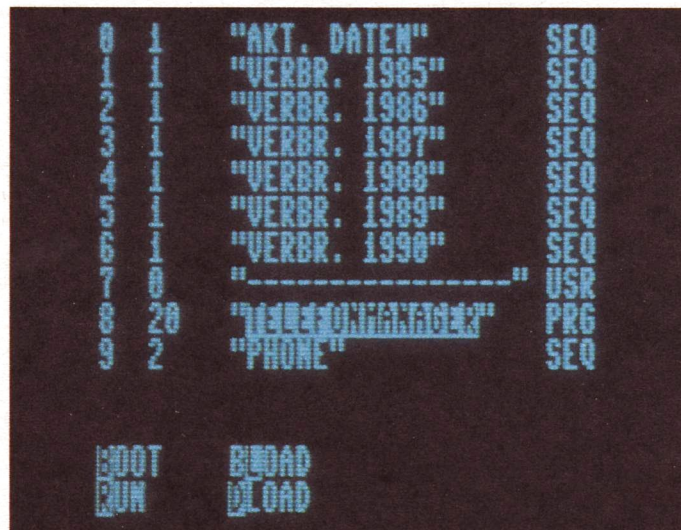 0 1 "AKT. DATEN" SEQ
1 1 "VERBR. 1985" SEQ
2 1 "VERBR. 1986" SEQ
3 1 "VERBR. 1987" SEQ
4 1 "VERBR. 1988" SEQ
5 1 "VERBR. 1989" SEQ
6 1 "VERBR. 1990" SEQ
7 0 "----------------" USR
8 20 "TELEFONMANAGER" PRG
9 2 "PHONE" SEQ
BOOT BLOAD
RUN DLOAD